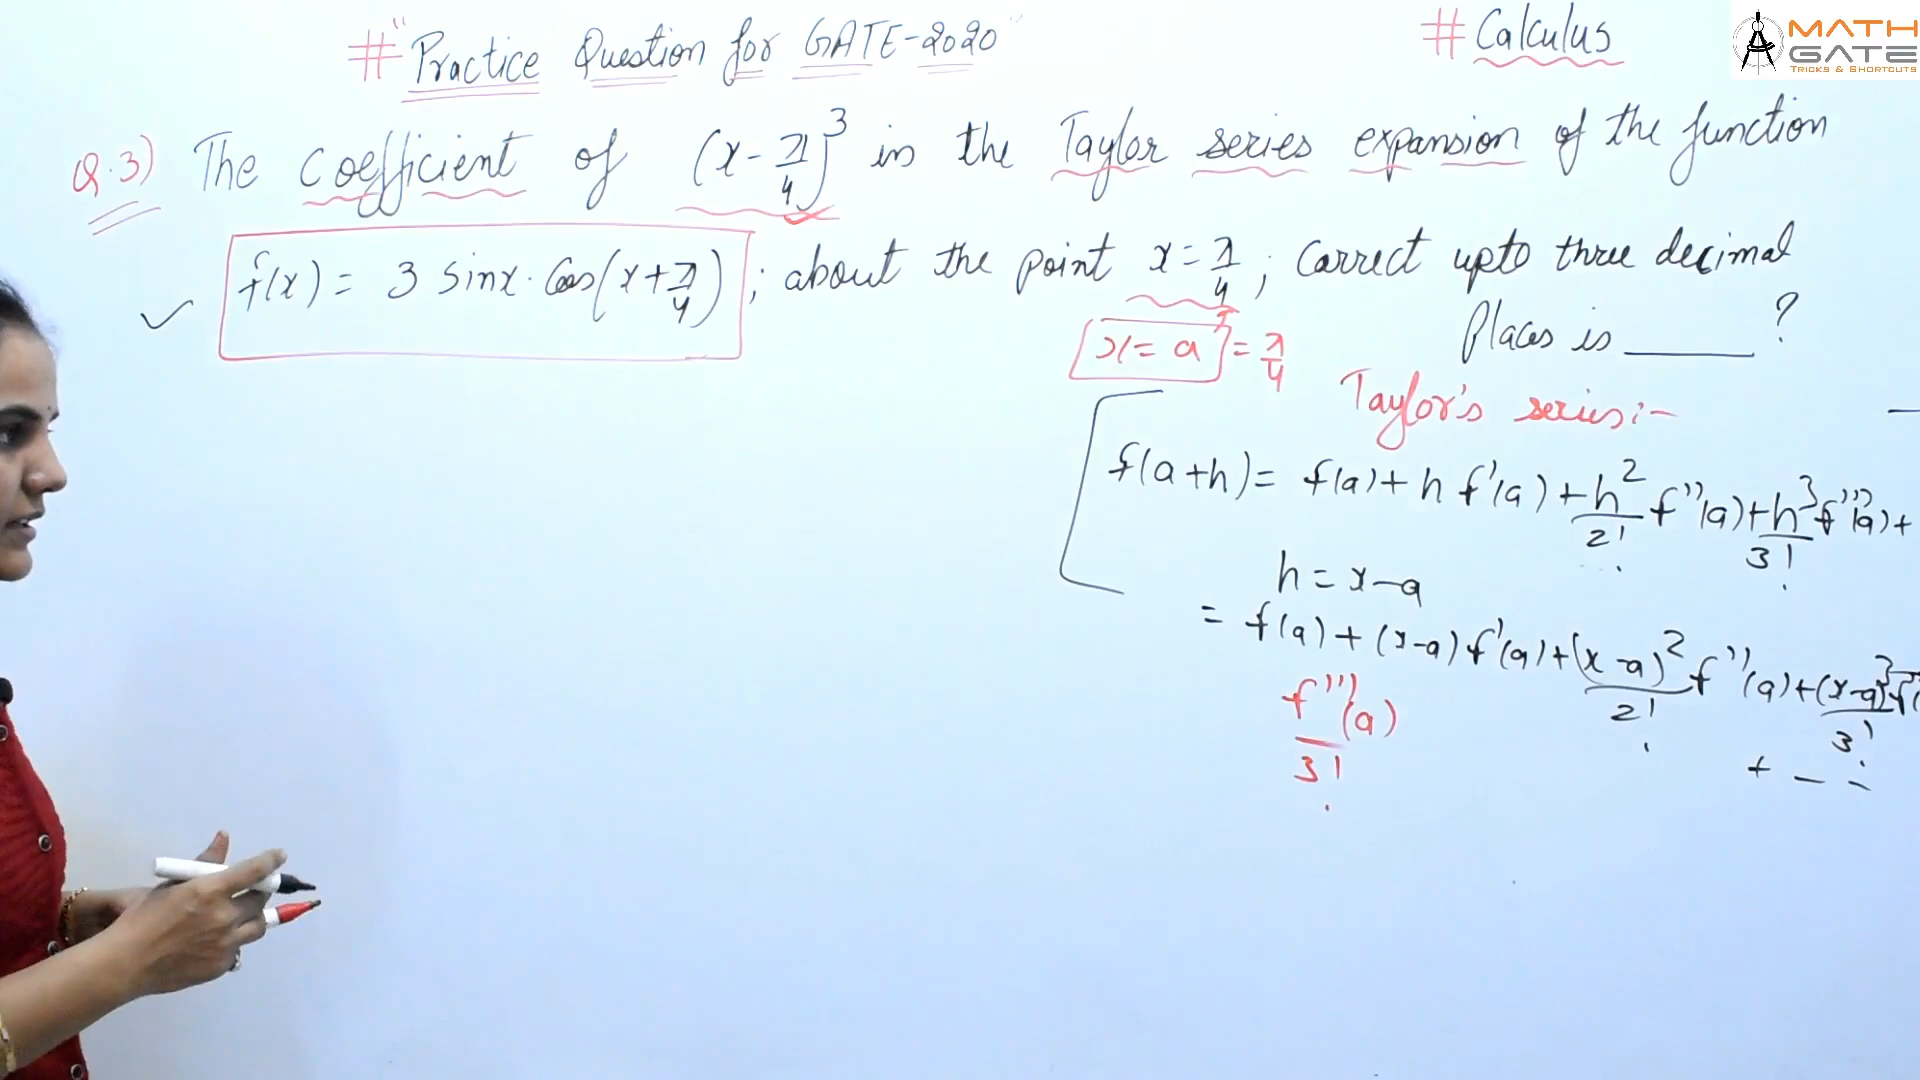 # "Practice Question for GATE-2020"
# Calculus
MATH
GATE
TRICKS & SHORTCUTS
Q.3) The coefficient of (x - π/4)³ in the Taylor series expansion of the function
f(x) = 3 sinx · Cos(x + π/4) ; about the point x = π/4 ; correct upto three decimal
Places is ______ ?
x = a = π/4
Taylor's series:-
f(a+h) = f(a) + h f'(a) + h²/2! f''(a) + h³/3! f'''(a) +
h = x-a
= f(a) + (x-a) f'(a) + (x-a)²/2! f''(a) + (x-a)³/3!
+ - -
f'''(a)/3!